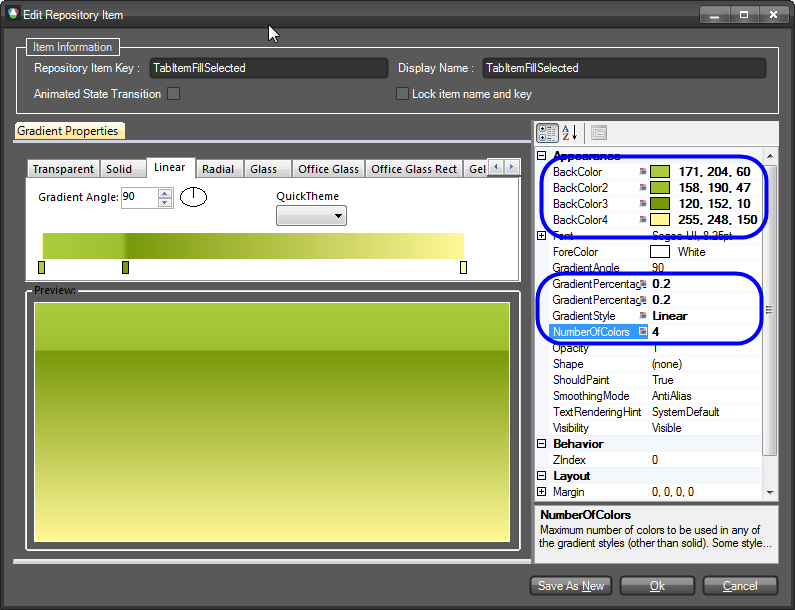 Edit Repository Item
Item Information
Repository Item Key : TabItemFillSelected Display Name : TabItemFillSelected
Animated State Transition Lock item name and key
Gradient Properties
Transparent Solid Linear Radial Glass Office Glass Office Glass Rect Gel
Gradient Angle: 90 QuickTheme
Preview:
Appearance
BackColor 171, 204, 60
BackColor2 158, 190, 47
BackColor3 120, 152, 10
BackColor4 255, 248, 150
Font Segoe UI, 8.25pt
ForeColor White
GradientAngle 90
GradientPercentag 0.2
GradientPercentag 0.2
GradientStyle Linear
NumberOfColors 4
Opacity 1
Shape (none)
ShouldPaint True
SmoothingMode AntiAlias
TextRenderingHint SystemDefault
Visibility Visible
Behavior
ZIndex 0
Layout
Margin 0, 0, 0, 0
NumberOfColors
Maximum number of colors to be used in any of
the gradient styles (other than solid). Some style...
Save As New Ok Cancel